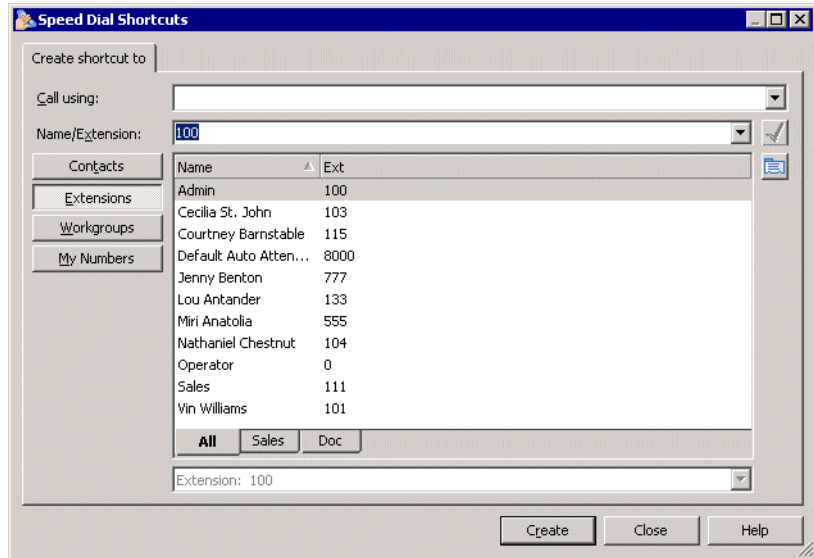 Speed Dial Shortcuts
Create shortcut to
Call using:
Name/Extension: 100
Contacts
Extensions
Workgroups
My Numbers
Name Ext
Admin 100
Cecilia St. John 103
Courtney Barnstable 115
Default Auto Atten... 8000
Jenny Benton 777
Lou Antander 133
Miri Anatolia 555
Nathaniel Chestnut 104
Operator 0
Sales 111
Vin Williams 101
All Sales Doc
Extension: 100
Create Close Help